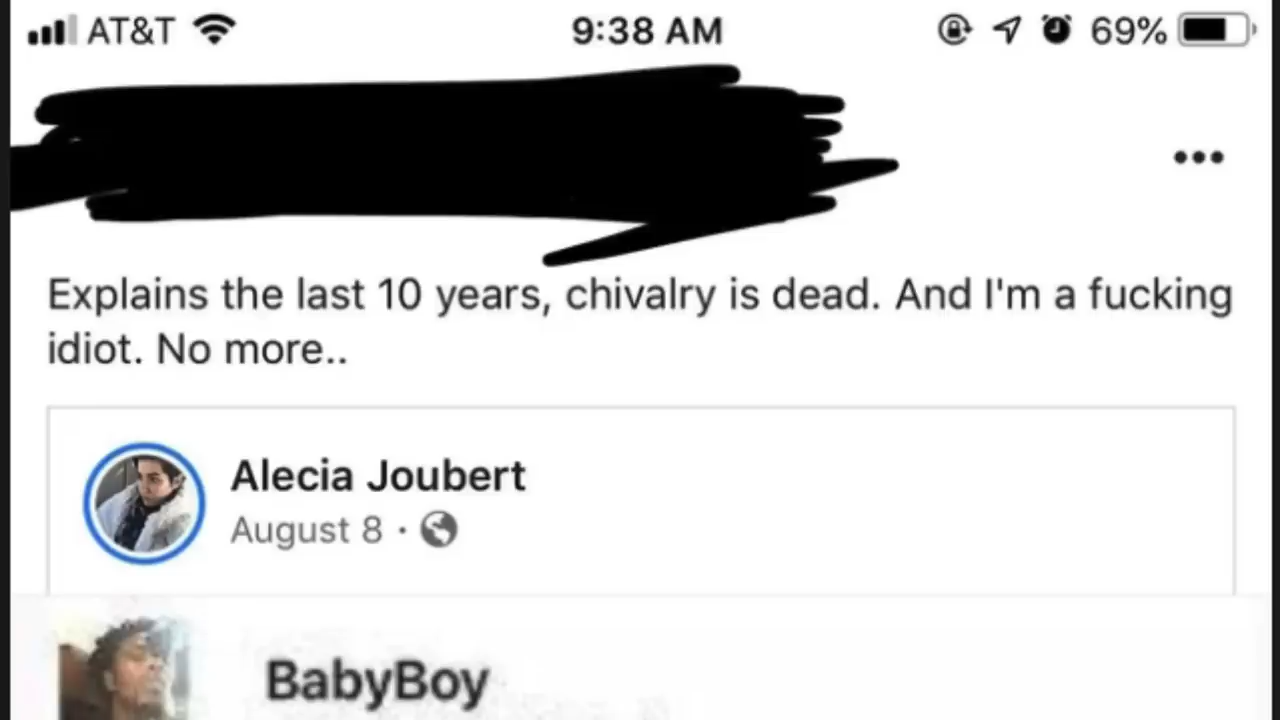 AT&T 9:38 AM 69%
Explains the last 10 years, chivalry is dead. And I'm a fucking
idiot. No more..
Alecia Joubert
August 8 ·
BabyBoy